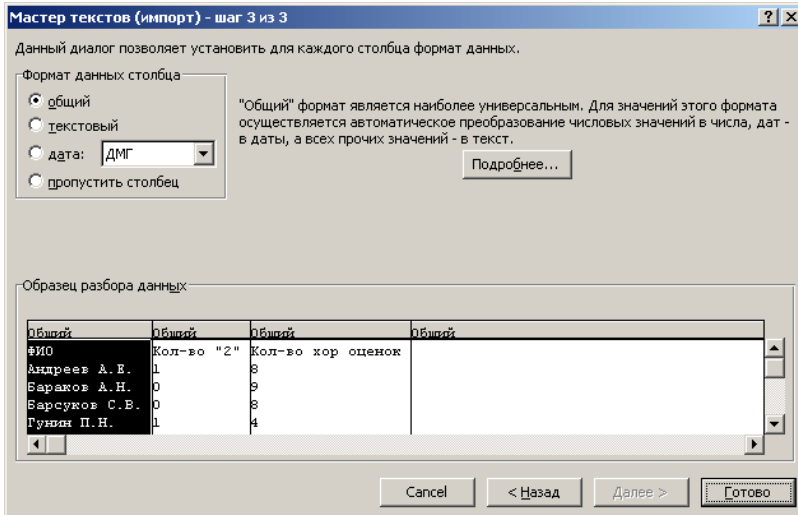 Мастер текстов (импорт) - шаг 3 из 3
Данный диалог позволяет установить для каждого столбца формат данных.
Формат данных столбца
общий
текстовый
дата: ДМГ
пропустить столбец
"Общий" формат является наиболее универсальным. Для значений этого формата
осуществляется автоматическое преобразование числовых значений в числа, дат -
в даты, а всех прочих значений - в текст.
Подробнее...
Образец разбора данных
Общий Общий Общий Общий
ФИО Кол-во "2" Кол-во хор оценок
Андреев А.Е. 1 8
Бараков А.Н. 0 9
Барсуков С.В. 0 8
Гунин П.Н. 1 4
Cancel < Назад Далее > Готово